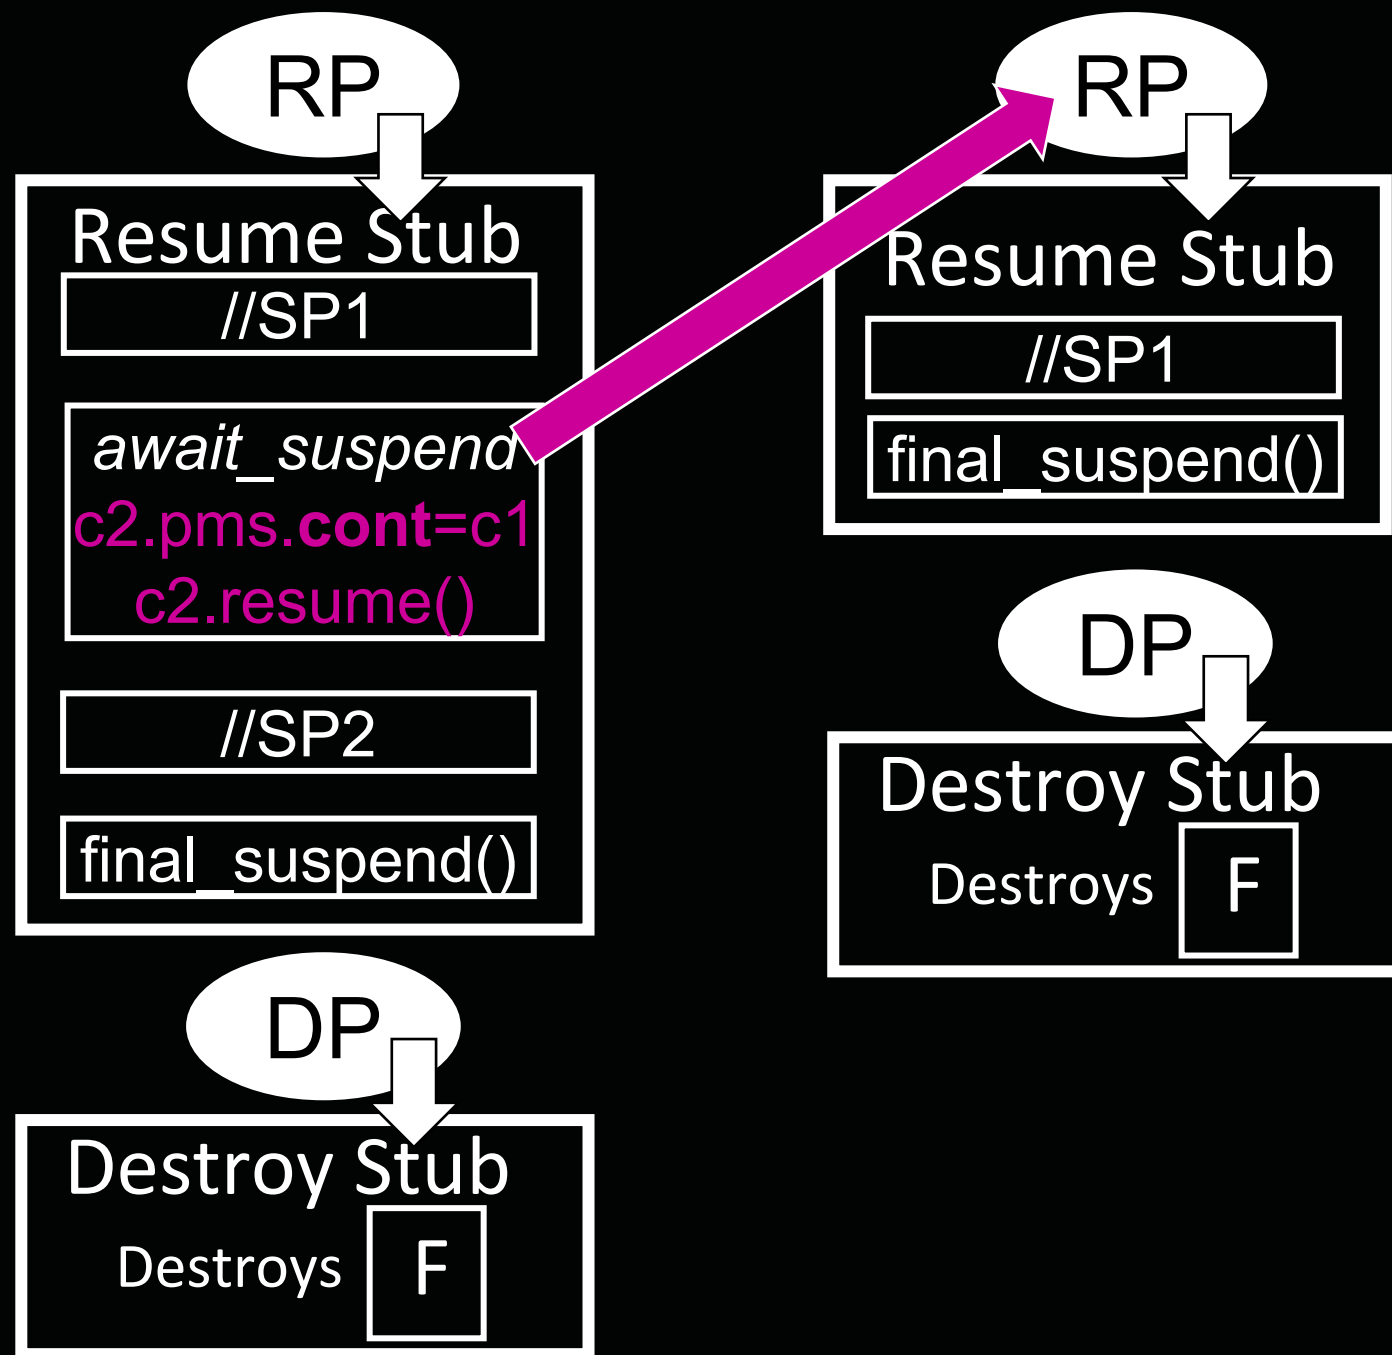 RP
Resume Stub
//SP1
await_suspend
c2.pms.cont=c1
c2.resume()
//SP2
final_suspend()
DP
Destroy Stub
Destroys F
RP
Resume Stub
//SP1
final_suspend()
DP
Destroy Stub
Destroys F